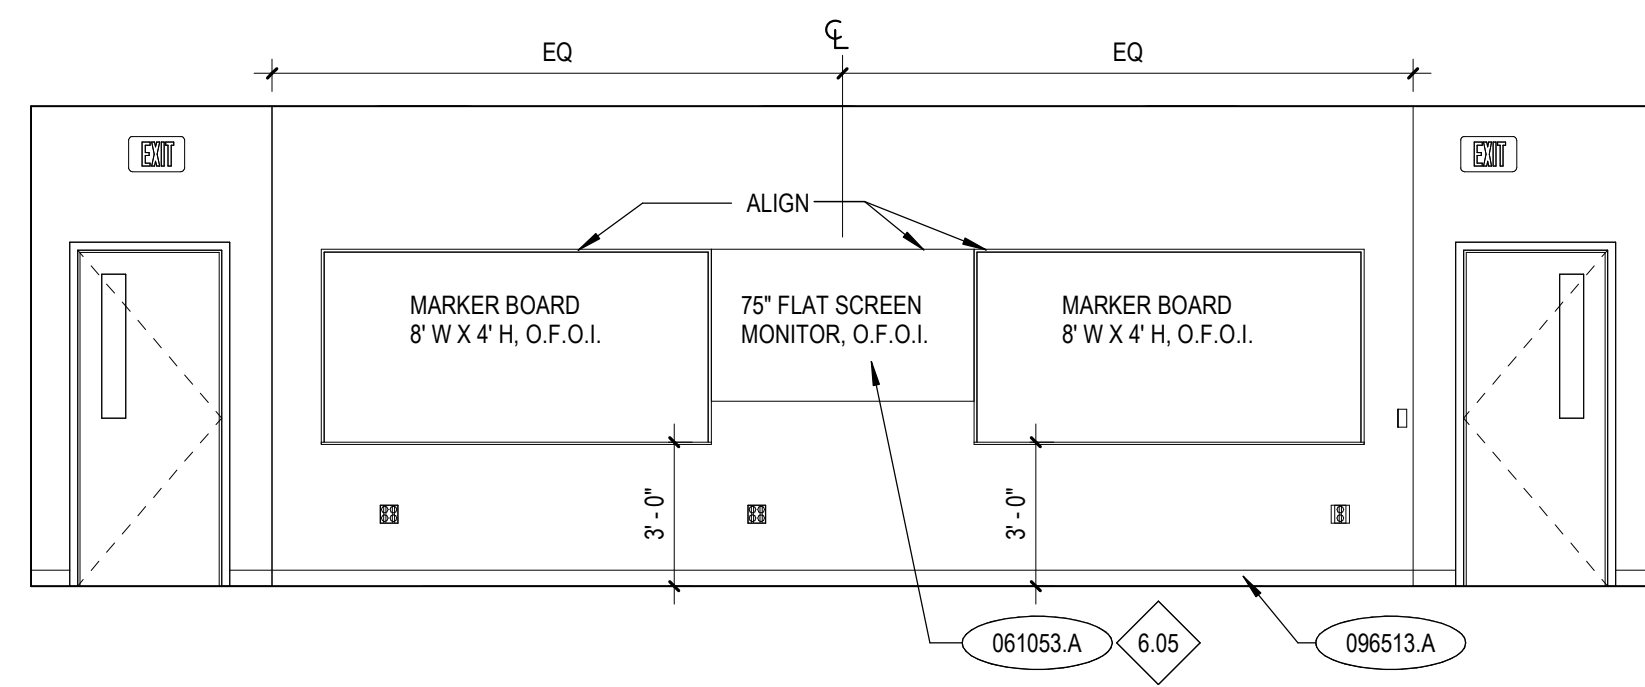 ℄
EQ
EQ
EXIT
EXIT
ALIGN
MARKER BOARD
8' W X 4' H, O.F.O.I.
75" FLAT SCREEN
MONITOR, O.F.O.I.
MARKER BOARD
8' W X 4' H, O.F.O.I.
3' - 0"
3' - 0"
061053.A
6.05
096513.A